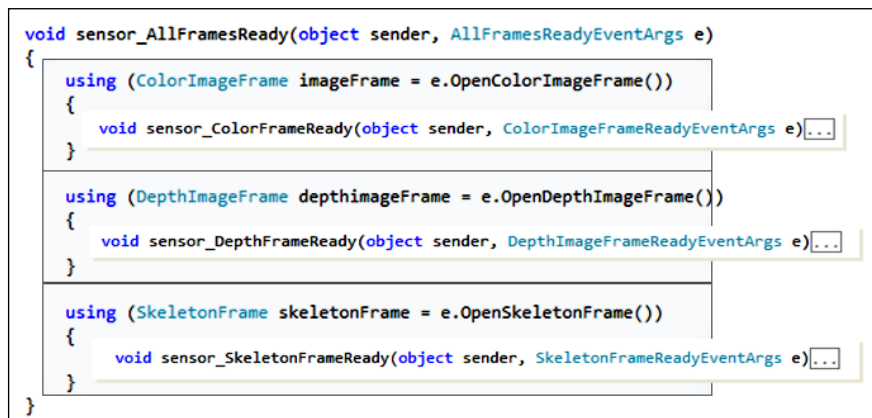 void sensor_AllFramesReady(object sender, AllFramesReadyEventArgs e)
{
using (ColorImageFrame imageFrame = e.OpenColorImageFrame())
{
void sensor_ColorFrameReady(object sender, ColorImageFrameReadyEventArgs e)...
}
using (DepthImageFrame depthimageFrame = e.OpenDepthImageFrame())
{
void sensor_DepthFrameReady(object sender, DepthImageFrameReadyEventArgs e)...
}
using (SkeletonFrame skeletonFrame = e.OpenSkeletonFrame())
{
void sensor_SkeletonFrameReady(object sender, SkeletonFrameReadyEventArgs e)...
}
}